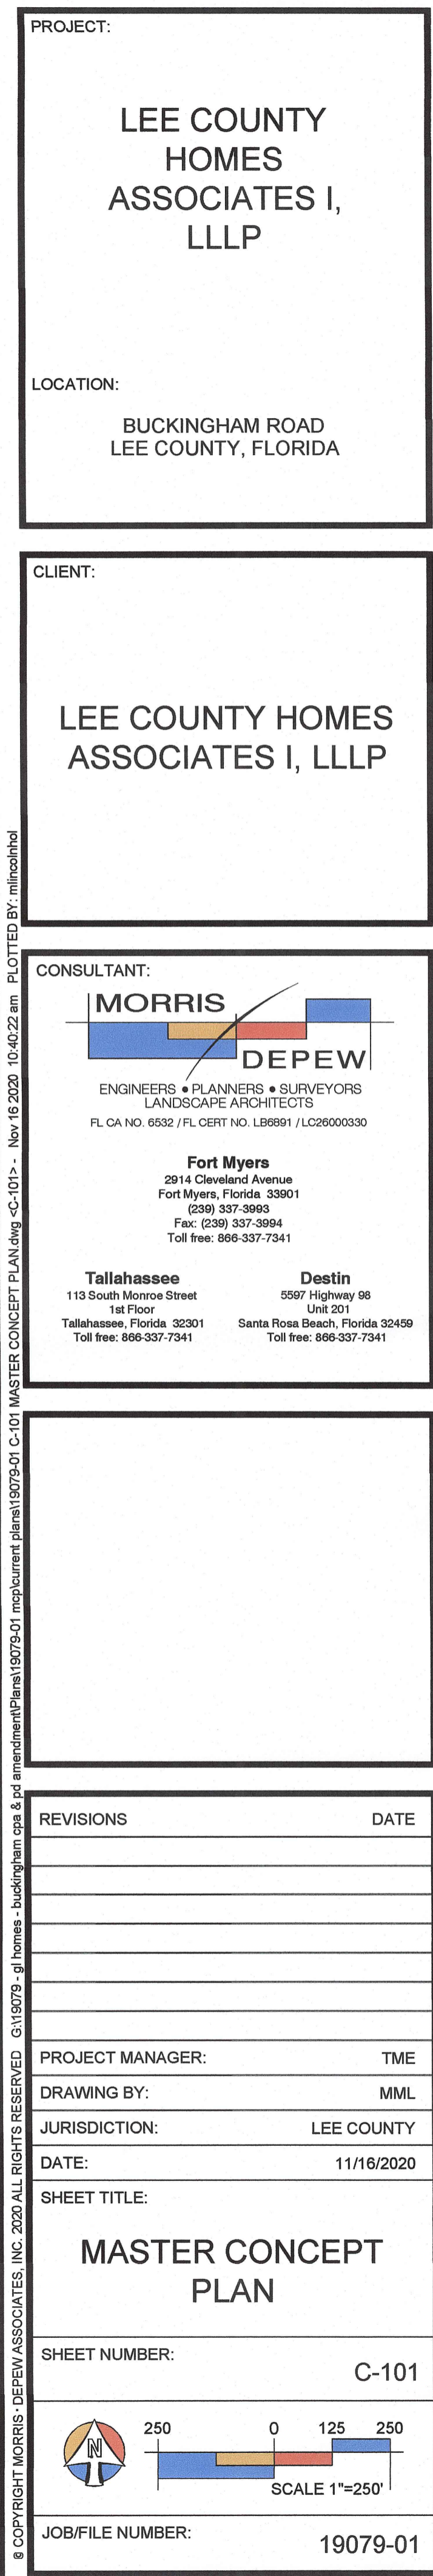 PROJECT:
LEE COUNTY
HOMES
ASSOCIATES I,
LLLP
LOCATION:
BUCKINGHAM ROAD
LEE COUNTY, FLORIDA
CLIENT:
LEE COUNTY HOMES
ASSOCIATES I, LLLP
CONSULTANT:
MORRIS
DEPEW
ENGINEERS ● PLANNERS ● SURVEYORS
LANDSCAPE ARCHITECTS
FL CA NO. 6532 / FL CERT NO. LB6891 / LC26000330
Fort Myers
2914 Cleveland Avenue
Fort Myers, Florida 33901
(239) 337-3993
Fax: (239) 337-3994
Toll free: 866-337-7341
Tallahassee
113 South Monroe Street
1st Floor
Tallahassee, Florida 32301
Toll free: 866-337-7341
Destin
5597 Highway 98
Unit 201
Santa Rosa Beach, Florida 32459
Toll free: 866-337-7341
REVISIONS DATE
PROJECT MANAGER: TME
DRAWING BY: MML
JURISDICTION: LEE COUNTY
DATE: 11/16/2020
SHEET TITLE:
MASTER CONCEPT
PLAN
SHEET NUMBER:
C-101
N
250 0 125 250
SCALE 1"=250'
JOB/FILE NUMBER:
19079-01
© COPYRIGHT MORRIS - DEPEW ASSOCIATES, INC. 2020 ALL RIGHTS RESERVED G:\19079 - gl homes - buckingham cpa & pd amendment\Plans\19079-01 mcp\current plans\19079-01 C-101 MASTER CONCEPT PLAN.dwg <C-101> - Nov 16 2020 10:40:22 am PLOTTED BY: mlincolnhol